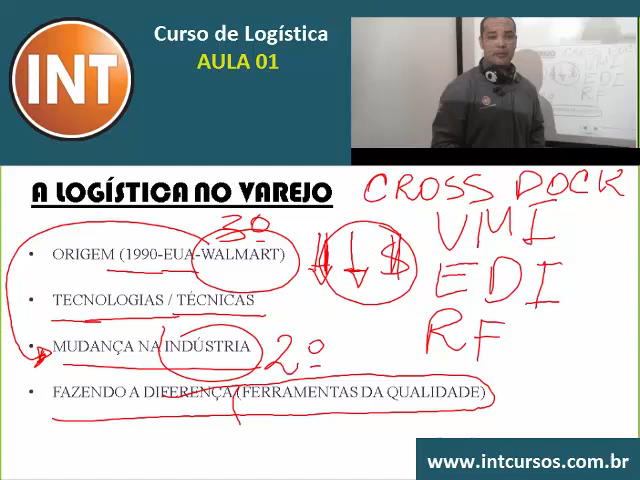 INT
Curso de Logística
AULA 01
A LOGÍSTICA NO VAREJO
CROSS DOCK
VMI
EDI
RF
3º
• ORIGEM (1990-EUA-WALMART)
$
• TECNOLOGIAS / TÉCNICAS
• MUDANÇA NA INDÚSTRIA
2º
• FAZENDO A DIFERENÇA (FERRAMENTAS DA QUALIDADE)
www.intcursos.com.br